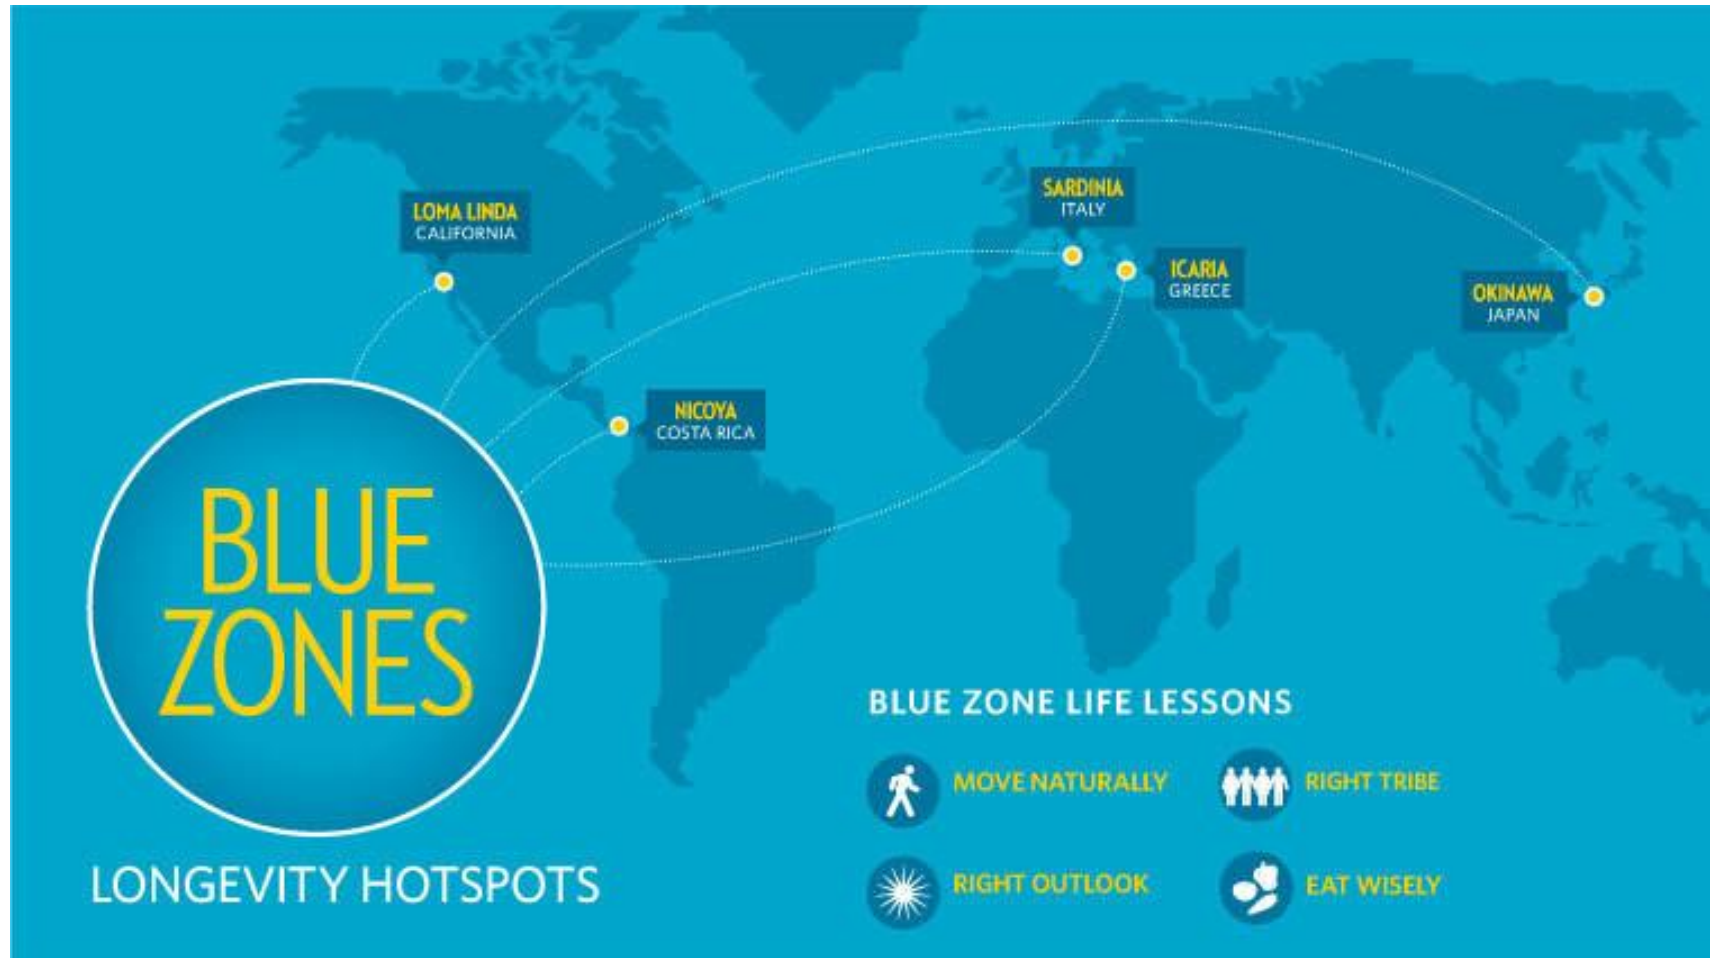 LOMA LINDA
CALIFORNIA
SARDINIA
ITALY
ICARIA
GREECE
OKINAWA
JAPAN
NICOYA
COSTA RICA
BLUE
ZONES
LONGEVITY HOTSPOTS
BLUE ZONE LIFE LESSONS
MOVE NATURALLY
RIGHT TRIBE
RIGHT OUTLOOK
EAT WISELY